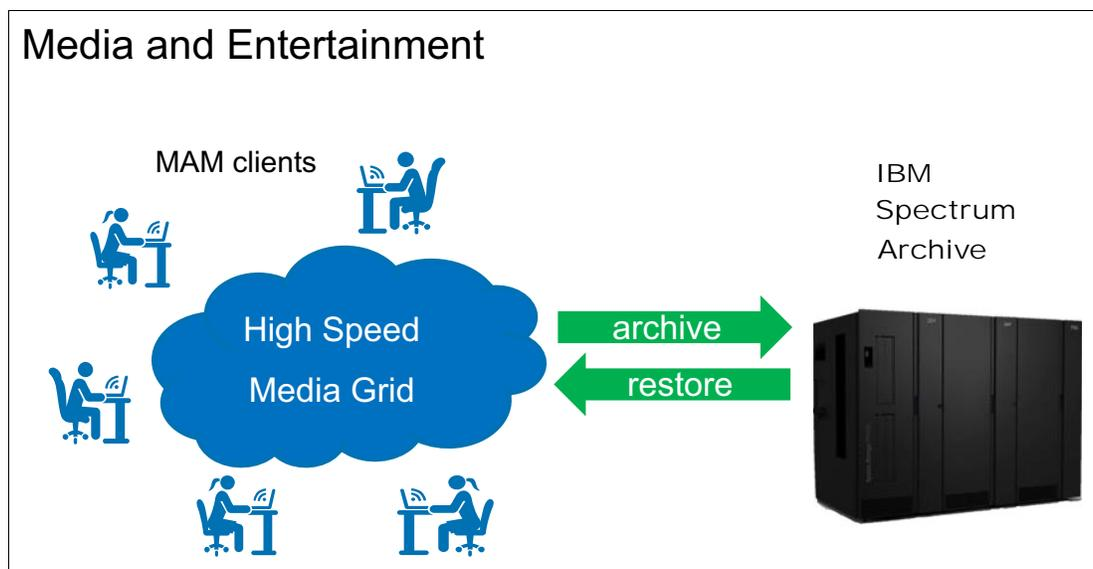 Media and Entertainment
MAM clients
High Speed
Media Grid
archive
restore
IBM
Spectrum
Archive